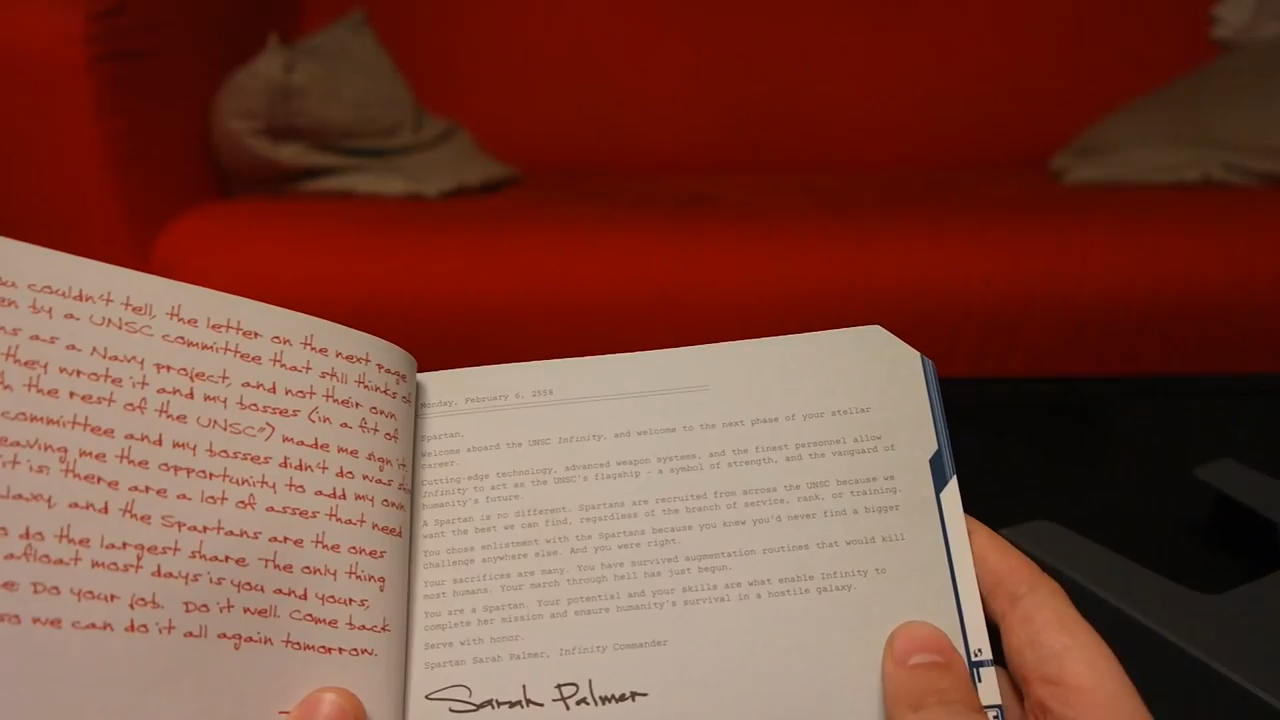 couldn't tell, the letter on the next page
by a UNSC committee that still thinks of
as a Navy project, and not their own
they wrote it and my bosses (in a fit of
the rest of the UNSC") made me sign it.
committee and my bosses didn't do was
me the opportunity to add my own
it is: there are a lot of asses that need
and the Spartans are the ones
do the largest share. The only thing
afloat most days is you and yours,
Do your job. Do it well. Come back
so we can do it all again tomorrow.
Monday, February 6, 2558
Spartan,
Welcome aboard the UNSC Infinity, and welcome to the next phase of your stellar
career.
Cutting-edge technology, advanced weapon systems, and the finest personnel allow
Infinity to act as the UNSC's flagship - a symbol of strength, and the vanguard of
humanity's future.
A Spartan is no different. Spartans are recruited from across the UNSC because we
want the best we can find, regardless of the branch of service, rank, or training.
You chose enlistment with the Spartans because you knew you'd never find a bigger
challenge anywhere else. And you were right.
Your sacrifices are many. You have survived augmentation routines that would kill
most humans. Your march through hell has just begun.
You are a Spartan. Your potential and your skills are what enable Infinity to
complete her mission and ensure humanity's survival in a hostile galaxy.
Serve with honor.
Spartan Sarah Palmer, Infinity Commander
Sarah Palmer